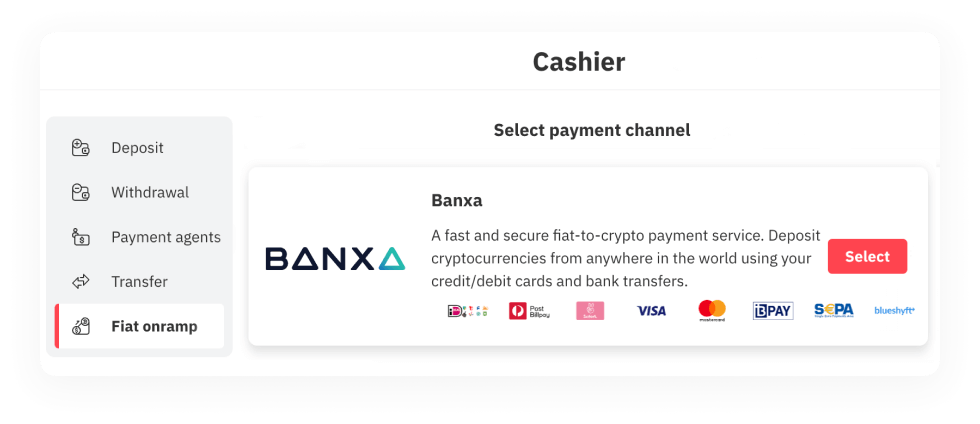 Cashier
Deposit
Withdrawal
Payment agents
Transfer
Fiat onramp
Select payment channel
BANXA
Banxa
A fast and secure fiat-to-crypto payment service. Deposit
cryptocurrencies from anywhere in the world using your
credit/debit cards and bank transfers.
Select
iD
Post
Billpay
VISA
mastercard
BPAY
S€PA
blueshyft